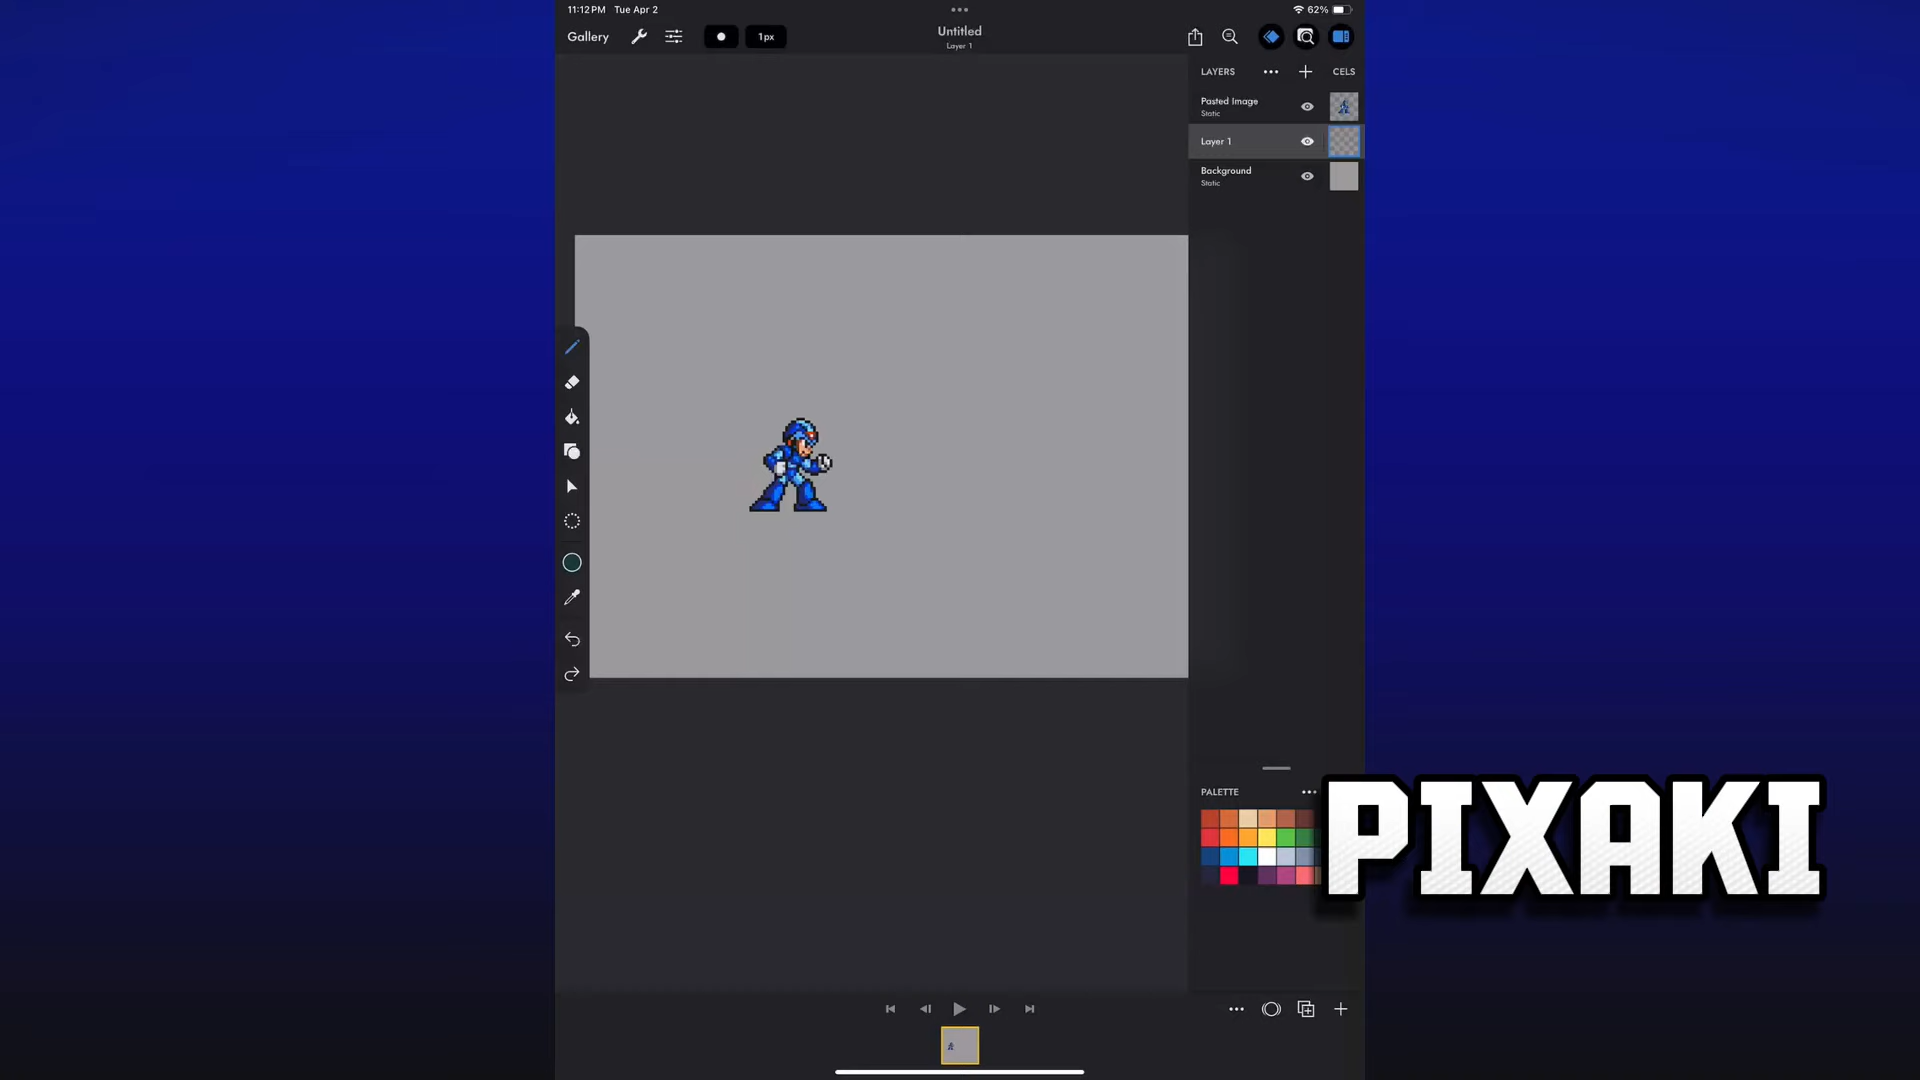 11:12 PM Tue Apr 2
62%
Gallery
1px
Untitled
Layer 1
LAYERS
CELS
Pasted Image
Static
Layer 1
Background
Static
PALETTE
PIXAKI